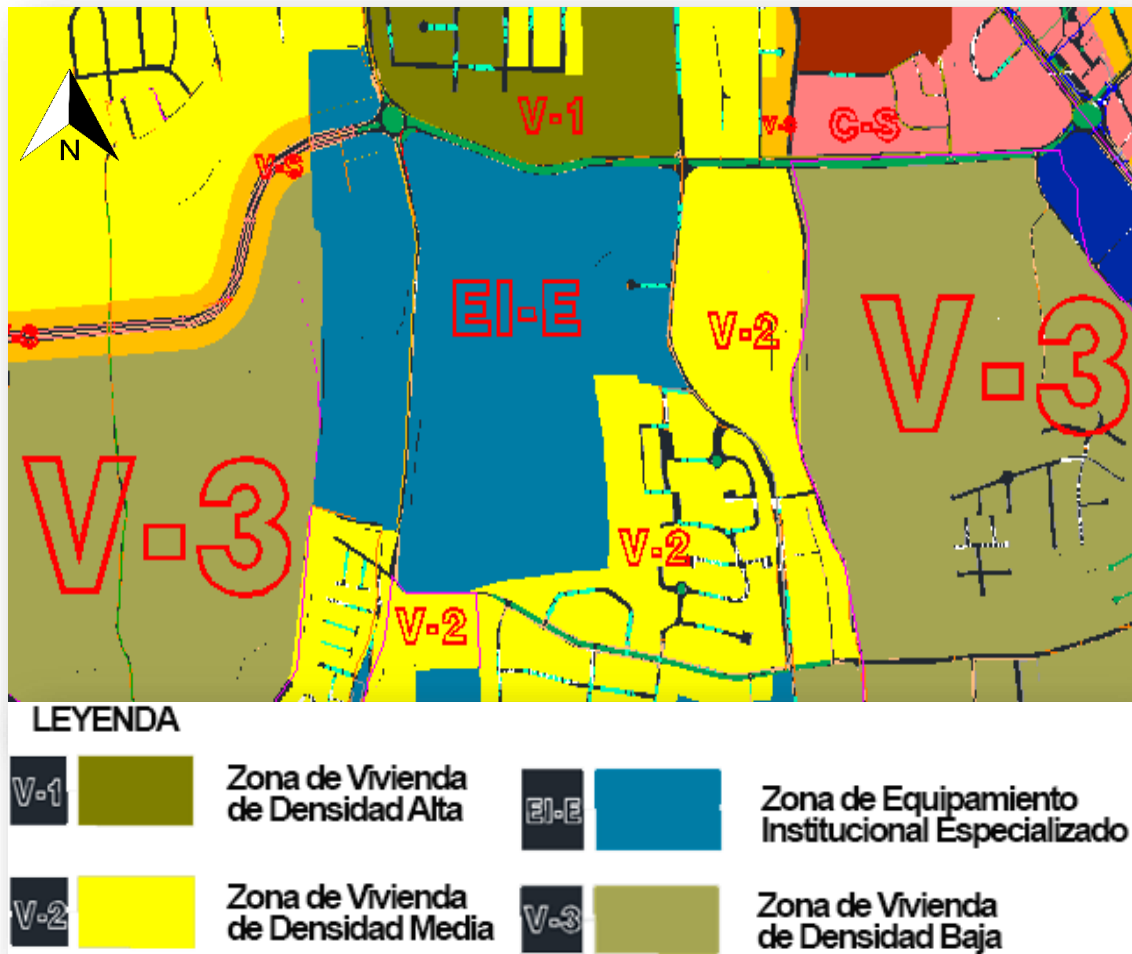 V-1
V-S
C-S
V-S
N
EI-E
V-3
V-2
V-3
V-2
V-2
LEYENDA
V-1
Zona de Vivienda
de Densidad Alta
EI-E
Zona de Equipamiento
Institucional Especializado
V-2
Zona de Vivienda
de Densidad Media
V-3
Zona de Vivienda
de Densidad Baja